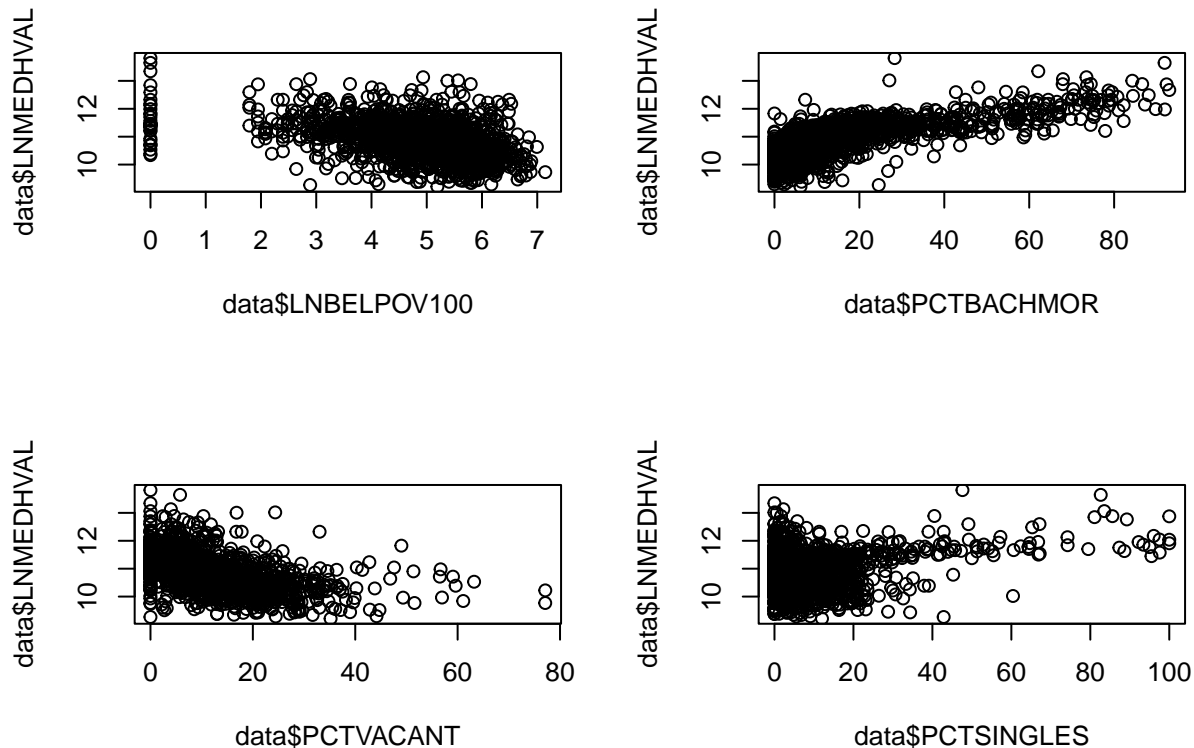 data$LNMEDHVAL
10 12
0 1 2 3 4 5 6 7
data$LNBELPOV100
data$LNMEDHVAL
10 12
0 20 40 60 80
data$PCTBACHMOR
data$LNMEDHVAL
10 12
0 20 40 60 80
data$PCTVACANT
data$LNMEDHVAL
10 12
0 20 40 60 80 100
data$PCTSINGLES